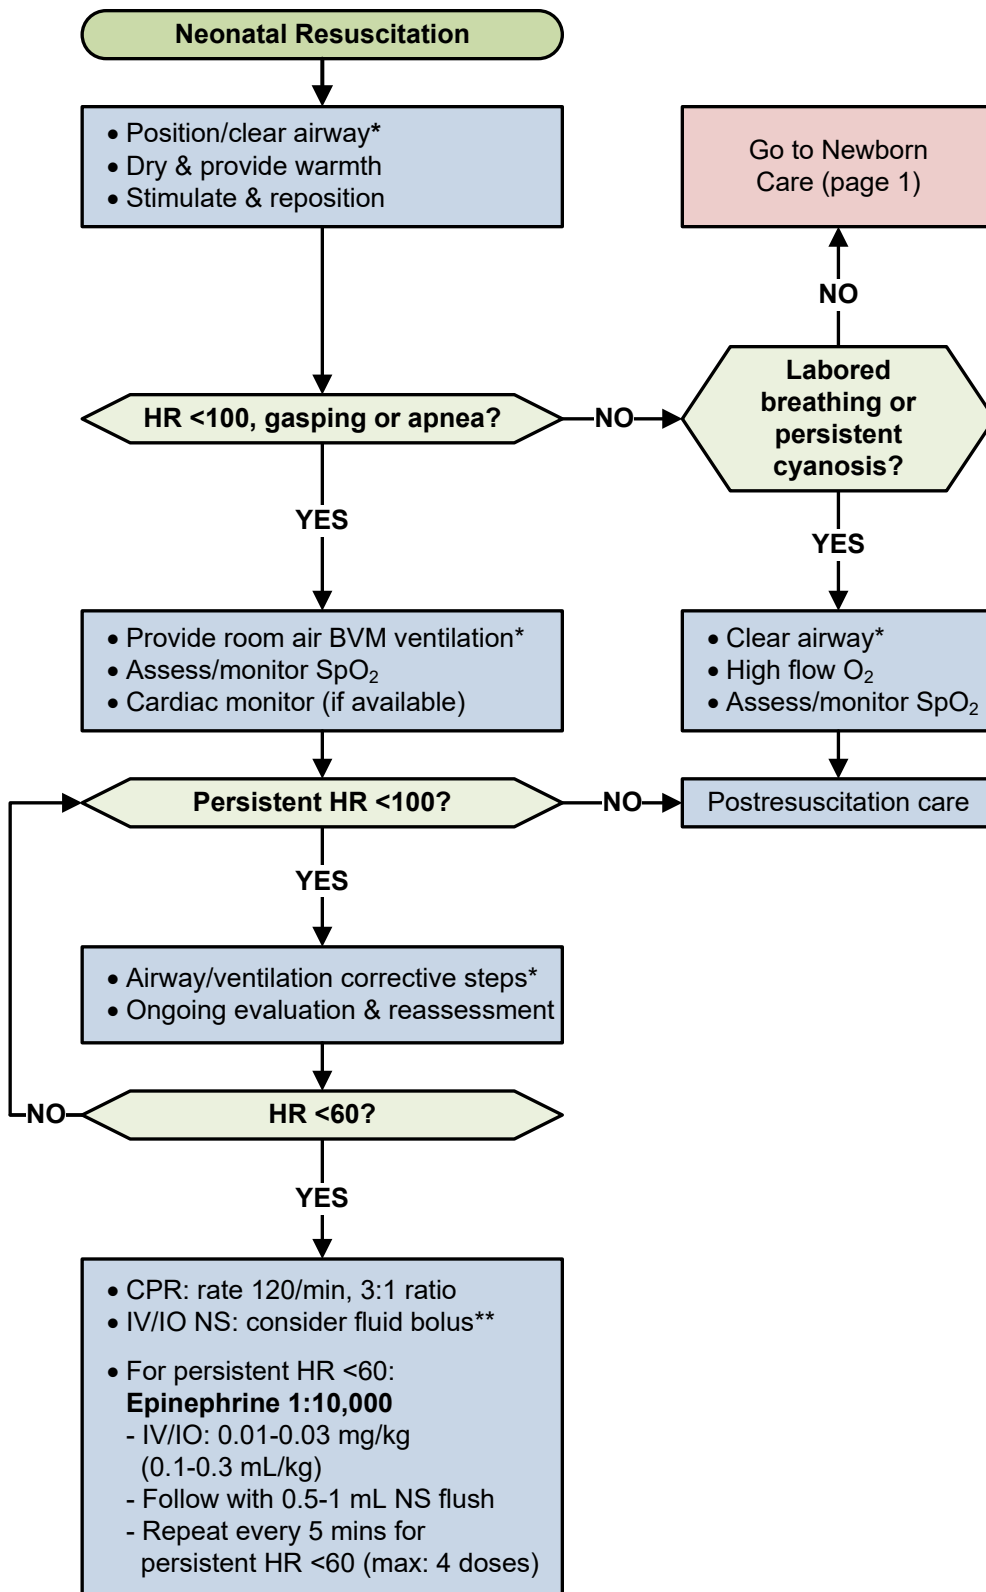 Neonatal Resuscitation
• Position/clear airway*
• Dry & provide warmth
• Stimulate & reposition
Go to Newborn
Care (page 1)
NO
HR <100, gasping or apnea?
NO
Labored
breathing or
persistent
cyanosis?
YES
YES
• Provide room air BVM ventilation*
• Assess/monitor SpO₂
• Cardiac monitor (if available)
• Clear airway*
• High flow O₂
• Assess/monitor SpO₂
Persistent HR <100?
NO
Postresuscitation care
YES
• Airway/ventilation corrective steps*
• Ongoing evaluation & reassessment
NO
HR <60?
YES
• CPR: rate 120/min, 3:1 ratio
• IV/IO NS: consider fluid bolus**
• For persistent HR <60:
Epinephrine 1:10,000
- IV/IO: 0.01-0.03 mg/kg
(0.1-0.3 mL/kg)
- Follow with 0.5-1 mL NS flush
- Repeat every 5 mins for
persistent HR <60 (max: 4 doses)